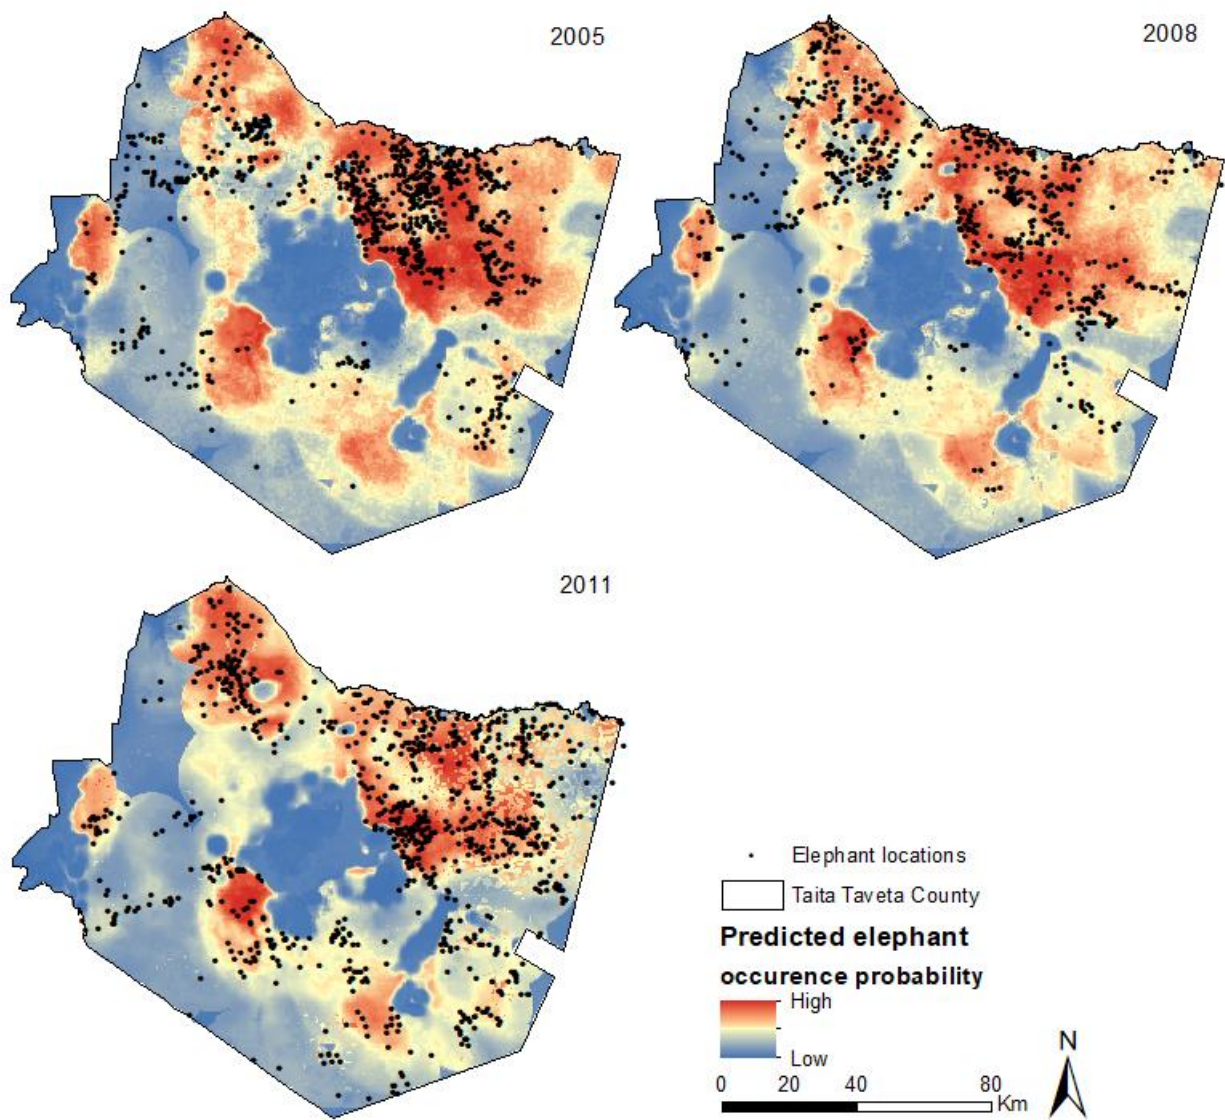 2005
2008
2011
Elephant locations
Taita Taveta County
Predicted elephant
occurence probability
High
Low
N
0 20 40 80
Km